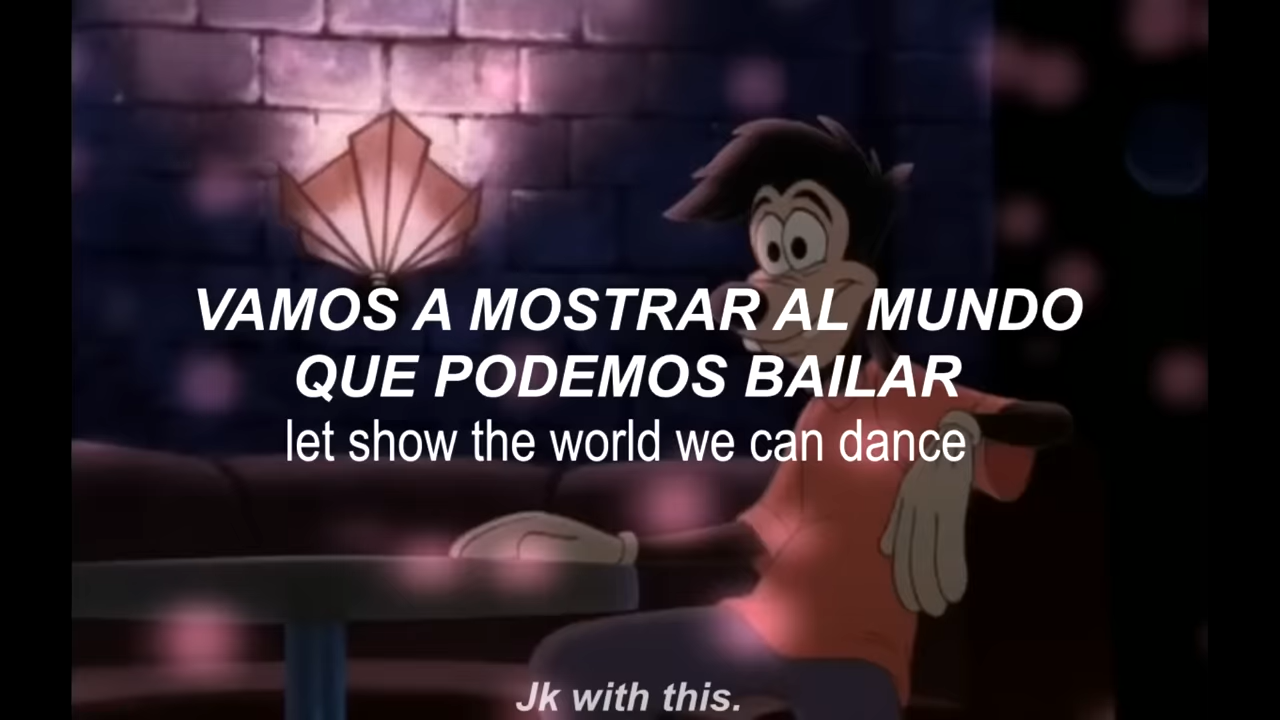 VAMOS A MOSTRAR AL MUNDO
QUE PODEMOS BAILAR
let show the world we can dance
Jk with this.